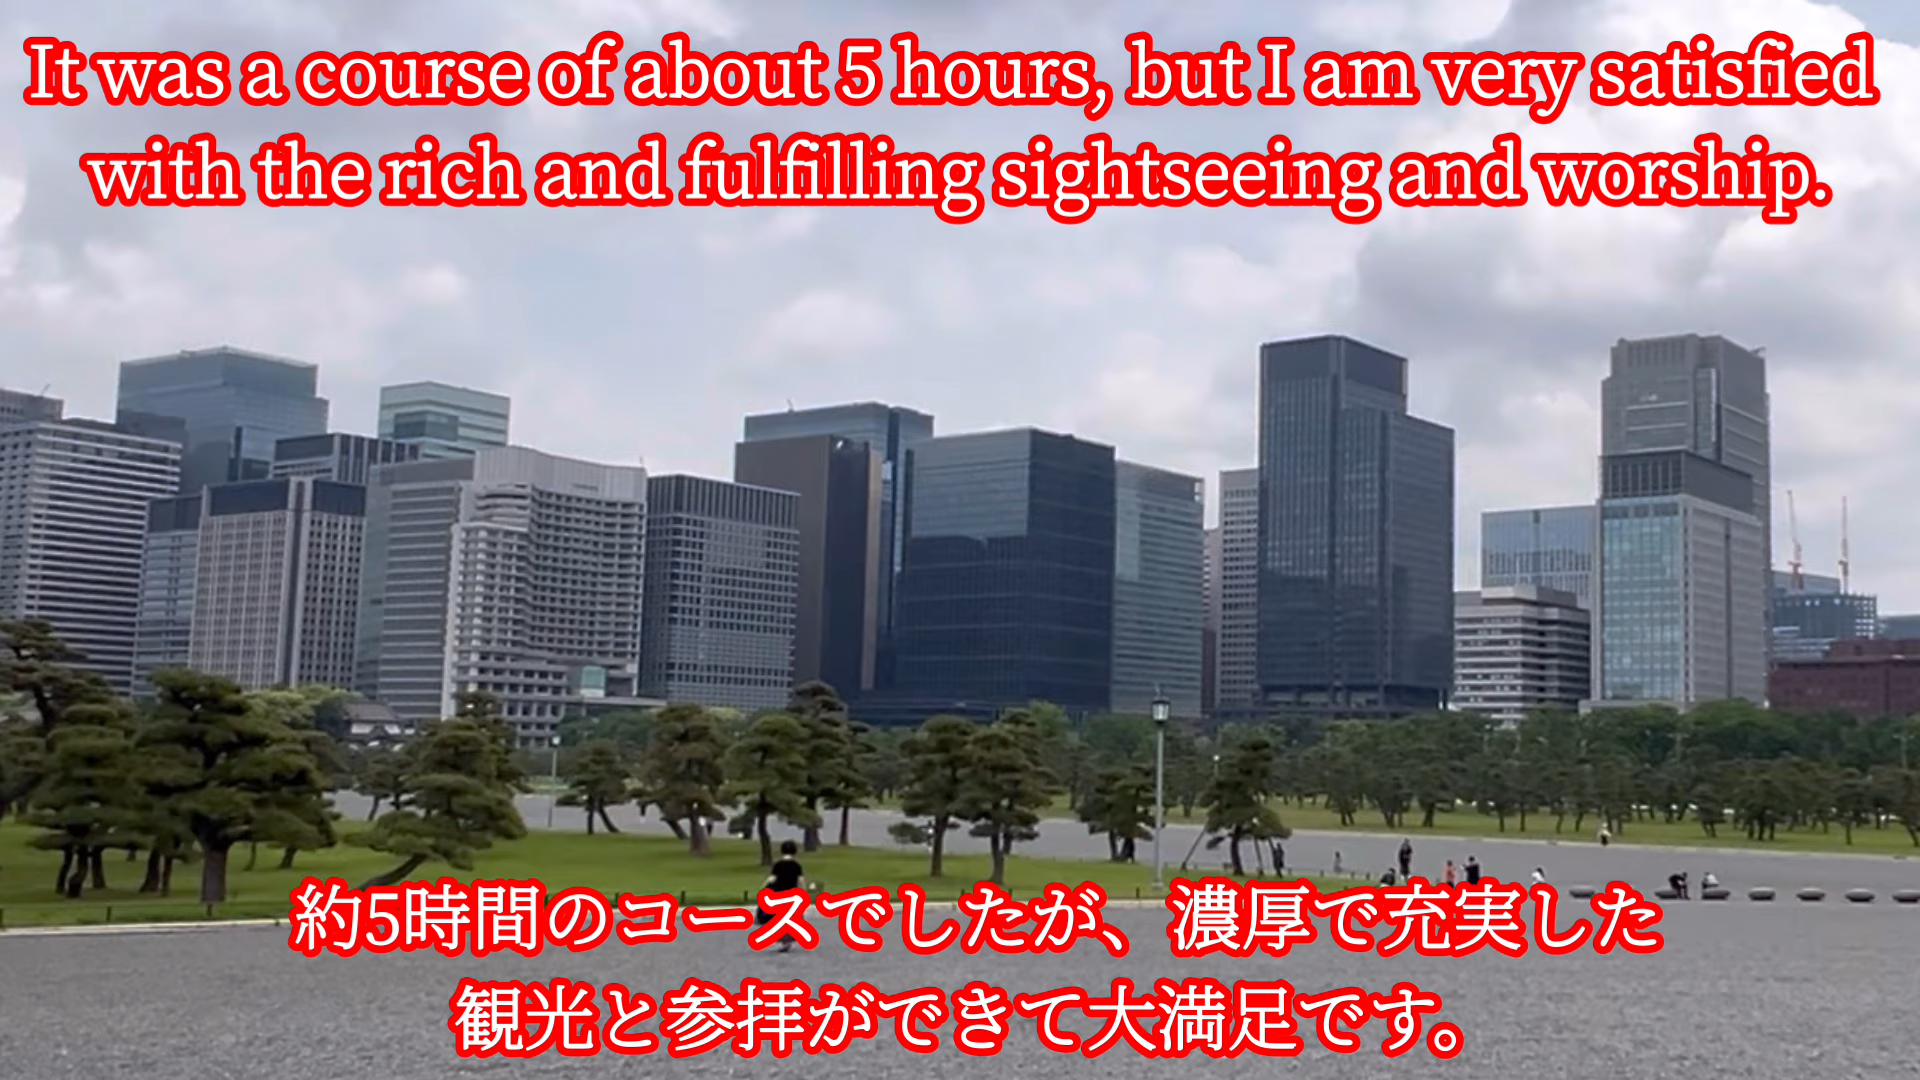 It was a course of about 5 hours, but I am very satisfied
with the rich and fulfilling sightseeing and worship.
約5時間のコースでしたが、濃厚で充実した
観光と参拝ができて大満足です。